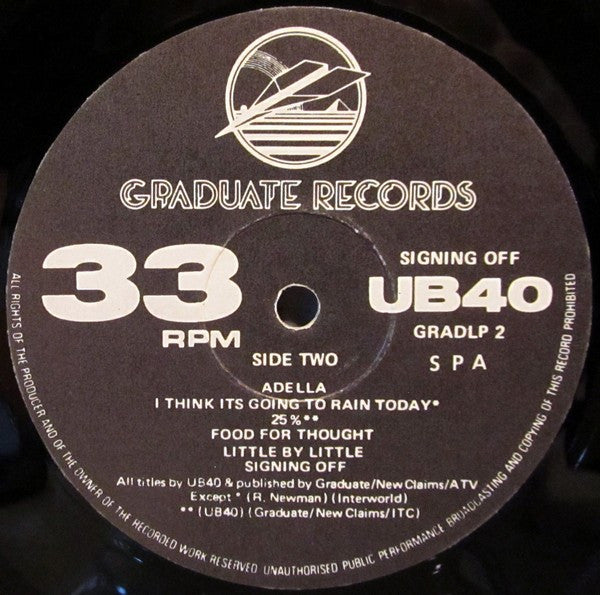 GRADUATE RECORDS
33
RPM
SIGNING OFF
UB40
GRADLP 2
S P A
SIDE TWO
ADELLA
I THINK ITS GOING TO RAIN TODAY*
25%**
FOOD FOR THOUGHT
LITTLE BY LITTLE
SIGNING OFF
All titles by UB40 & published by Graduate/New Claims/ATV
Except * (R. Newman) (Interworld)
** (UB40) (Graduate/New Claims/ITC)
ALL RIGHTS OF THE PRODUCER AND OF THE OWNER OF THE RECORDED WORK RESERVED UNAUTHORISED PUBLIC PERFORMANCE BROADCASTING AND COPYING OF THIS RECORD PROHIBITED